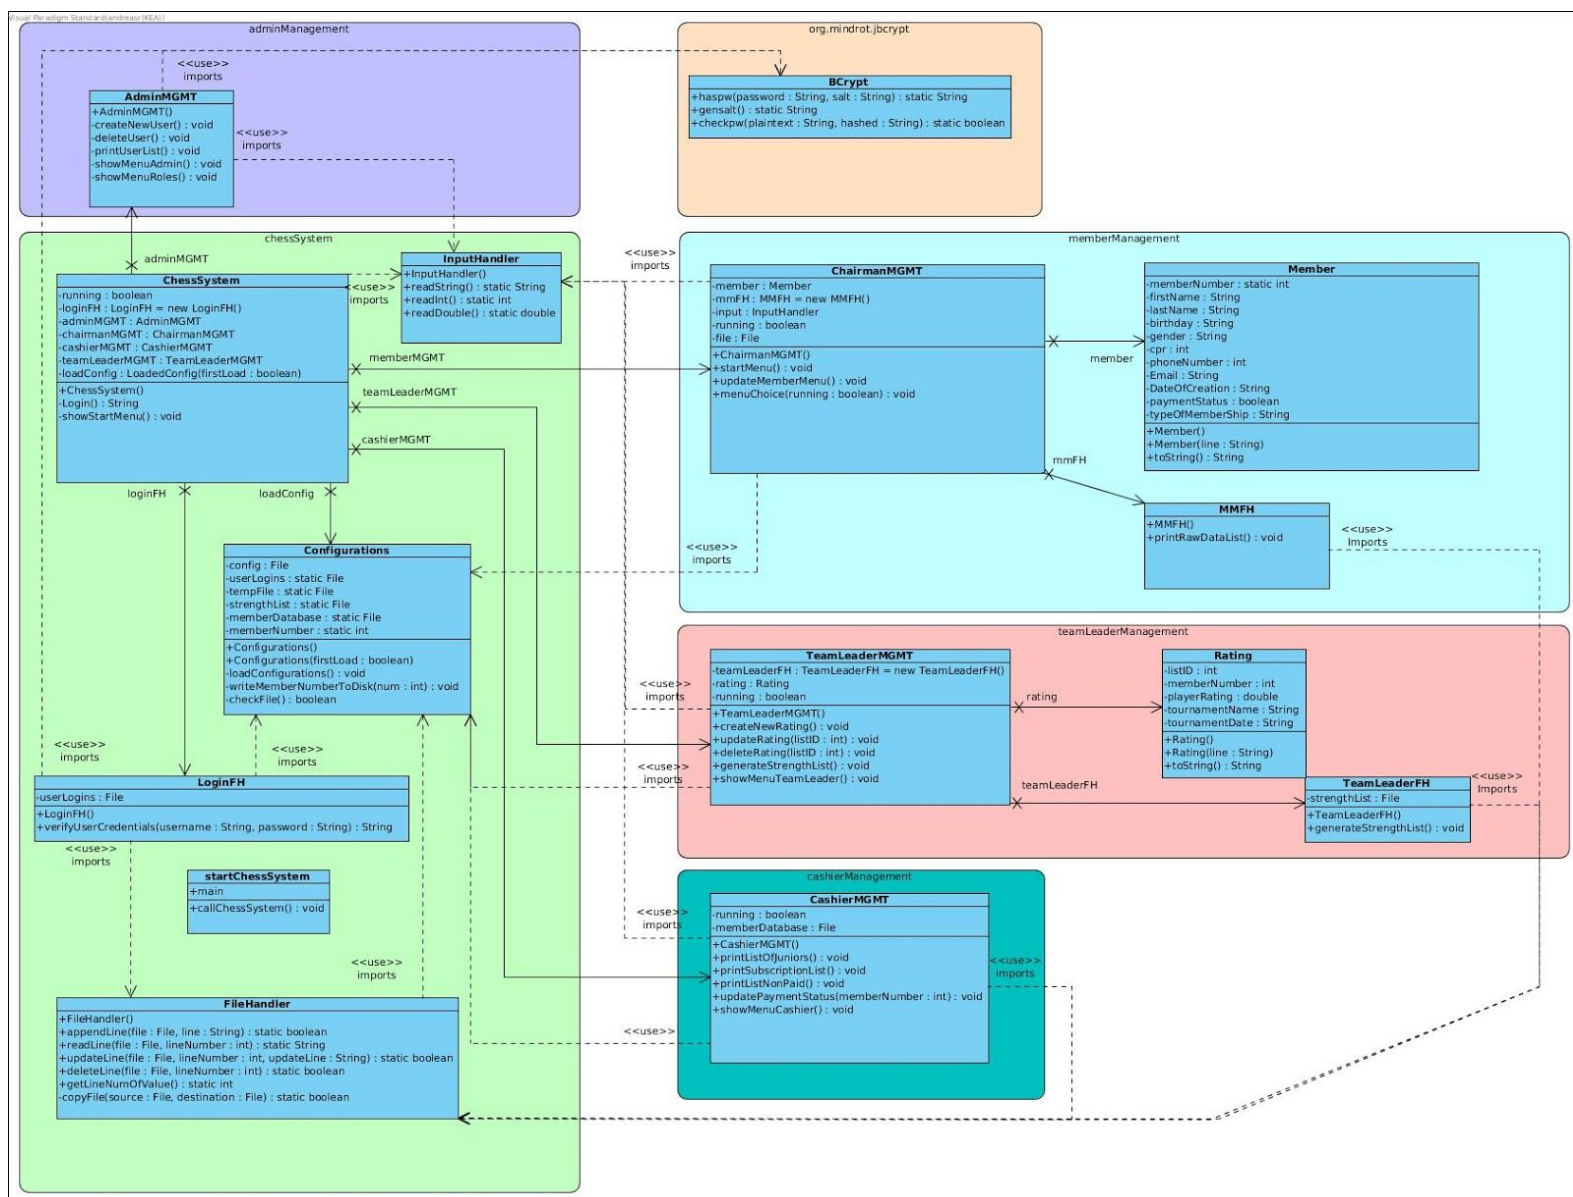 Visual Paradigm Standard(andreasr(KEA))
adminManagement
<<use>>
imports
AdminMGMT
+AdminMGMT()
-createNewUser() : void
-deleteUser() : void
-printUserList() : void
-showMenuAdmin() : void
-showMenuRoles() : void
<<use>>
imports
org.mindrot.jbcrypt
BCrypt
+haspw(password : String, salt : String) : static String
+gensalt() : static String
+checkpw(plaintext : String, hashed : String) : static boolean
chessSystem
adminMGMT
ChessSystem
-running : boolean
-loginFH : LoginFH = new LoginFH()
-adminMGMT : AdminMGMT
-chairmanMGMT : ChairmanMGMT
-cashierMGMT : CashierMGMT
-teamLeaderMGMT : TeamLeaderMGMT
-loadConfig : LoadedConfig(firstLoad : boolean)
+ChessSystem()
-Login() : String
-showStartMenu() : void
<<use>>
imports
InputHandler
+InputHandler()
+readString() : static String
+readInt() : static int
+readDouble() : static double
memberMGMT
teamLeaderMGMT
cashierMGMT
loginFH
loadConfig
Configurations
-config : File
-userLogins : static File
-tempFile : static File
-strengthList : static File
-memberDatabase : static File
-memberNumber : static int
+Configurations()
+Configurations(firstLoad : boolean)
-loadConfigurations() : void
-writeMemberNumberToDisk(num : int) : void
-checkFile() : boolean
<<use>>
imports
<<use>>
imports
LoginFH
-userLogins : File
+LoginFH()
+verifyUserCredentials(username : String, password : String) : String
<<use>>
imports
startChessSystem
+main
+callChessSystem() : void
<<use>>
imports
FileHandler
+FileHandler()
+appendLine(file : File, line : String) : static boolean
+readLine(file : File, lineNumber : int) : static String
+updateLine(file : File, lineNumber : int, updateLine : String) : static boolean
+deleteLine(file : File, lineNumber : int) : static boolean
+getLineNumOfValue() : static int
-copyFile(source : File, destination : File) : static boolean
memberManagement
<<use>>
imports
ChairmanMGMT
-member : Member
-mmFH : MMFH = new MMFH()
-input : InputHandler
-running : boolean
-file : File
+ChairmanMGMT()
+startMenu() : void
+updateMemberMenu() : void
+menuChoice(running : boolean) : void
member
Member
-memberNumber : static int
-firstName : String
-lastName : String
-birthday : String
-gender : String
-cpr : int
-phoneNumber : int
-Email : String
-DateOfCreation : String
-paymentStatus : boolean
-typeOfMemberShip : String
+Member()
+Member(line : String)
+toString() : String
mmFH
MMFH
+MMFH()
+printRawDataList() : void
<<use>>
Imports
<<use>>
imports
teamLeaderManagement
<<use>>
imports
TeamLeaderMGMT
-teamLeaderFH : TeamLeaderFH = new TeamLeaderFH()
-rating : Rating
-running : boolean
+TeamLeaderMGMT()
+createNewRating() : void
+updateRating(listID : int) : void
+deleteRating(listID : int) : void
+generateStrengthList() : void
+showMenuTeamLeader() : void
<<use>>
imports
rating
Rating
-listID : int
-memberNumber : int
-playerRating : double
-tournamentName : String
-tournamentDate : String
+Rating()
+Rating(line : String)
+toString() : String
teamLeaderFH
TeamLeaderFH
-strengthList : File
+TeamLeaderFH()
+generateStrengthList() : void
<<use>>
Imports
cashierManagement
<<use>>
imports
CashierMGMT
-running : boolean
-memberDatabase : File
+CashierMGMT()
+printListOfJuniors() : void
+printSubscriptionList() : void
+printListNonPaid() : void
+updatePaymentStatus(memberNumber : int) : void
+showMenuCashier() : void
<<use>>
imports
<<use>>